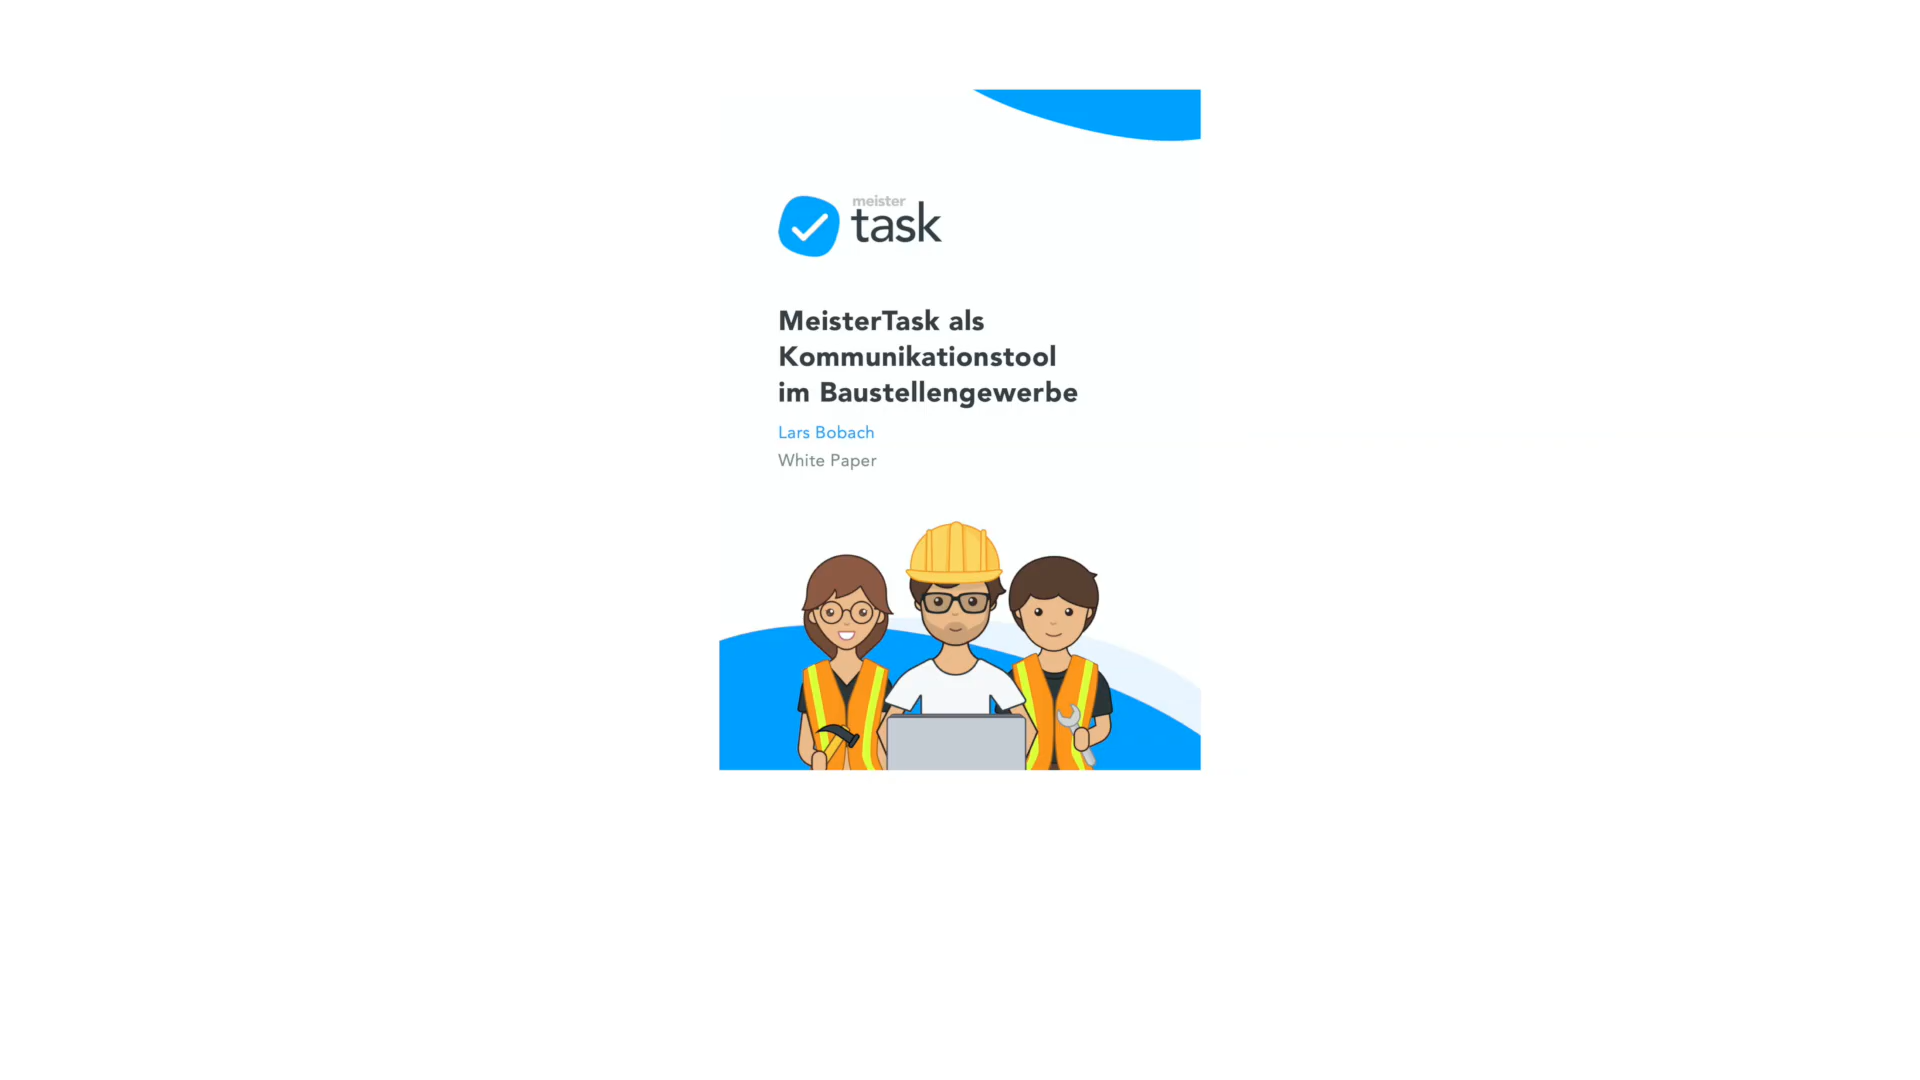 meister
task
MeisterTask als
Kommunikationstool
im Baustellengewerbe
Lars Bobach
White Paper